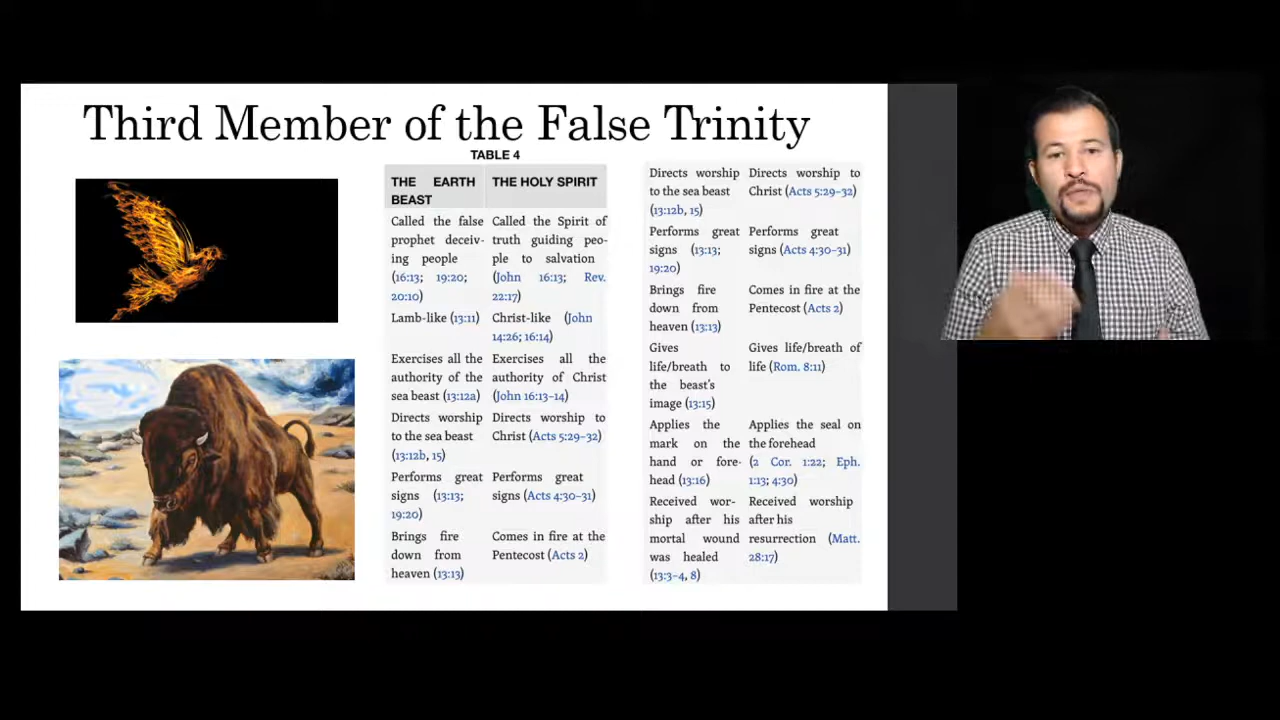 Third Member of the False Trinity
TABLE 4
THE EARTH BEAST
THE HOLY SPIRIT
Called the false
prophet deceiv-
ing people
(16:13; 19:20;
20:10)
Called the Spirit of
truth guiding peo-
ple to salvation
(John 16:13; Rev.
22:17)
Lamb-like (13:11)
Christ-like (John
14:26; 16:14)
Exercises all the
authority of the
sea beast (13:12a)
Exercises all the
authority of Christ
(John 16:13–14)
Directs worship
to the sea beast
(13:12b, 15)
Directs worship to
Christ (Acts 5:29–32)
Performs great
signs (13:13;
19:20)
Performs great
signs (Acts 4:30–31)
Brings fire
down from
heaven (13:13)
Comes in fire at the
Pentecost (Acts 2)
Directs worship
to the sea beast
(13:12b, 15)
Directs worship to
Christ (Acts 5:29–32)
Performs great
signs (13:13;
19:20)
Performs great
signs (Acts 4:30–31)
Brings fire
down from
heaven (13:13)
Comes in fire at the
Pentecost (Acts 2)
Gives
life/breath to
the beast's
image (13:15)
Gives life/breath of
life (Rom. 8:11)
Applies the
mark on the
hand or fore-
head (13:16)
Applies the seal on
the forehead
(2 Cor. 1:22; Eph.
1:13; 4:30)
Received wor-
ship after his
mortal wound
was healed
(13:3–4, 8)
Received worship
after his
resurrection (Matt.
28:17)